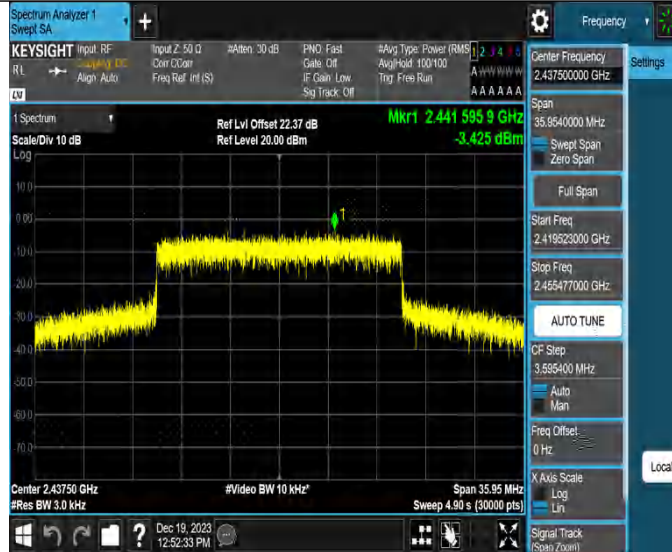 Spectrum Analyzer 1
Swept SA
+
Frequency
KEYSIGHT
Input: RF
Input Z: 50 Ω
#Atten: 30 dB
PNO: Fast
#Avg Type: Power (RMS
1 2 3 4 5 6
RL
Coupling: DC
Corr CCorr
Gate: Off
Avg|Hold: 100/100
Align: Auto
Freq Ref: Int (S)
IF Gain: Low
Trig: Free Run
Sig Track: Off
A A A A A A
LXI
1 Spectrum
Scale/Div 10 dB
Log
Ref Lvl Offset 22.37 dB
Ref Level 20.00 dBm
Mkr1 2.441 595 9 GHz
-3.425 dBm
10.0
0.00
-10.0
-20.0
-30.0
-40.0
-50.0
-60.0
-70.0
1
Center 2.43750 GHz
#Video BW 10 kHz*
Span 35.95 MHz
#Res BW 3.0 kHz
Sweep 4.90 s (30000 pts)
Dec 19, 2023
12:52:33 PM
?
Center Frequency
2.437500000 GHz
Settings
Span
35.9540000 MHz
Swept Span
Zero Span
Full Span
Start Freq
2.419523000 GHz
Stop Freq
2.455477000 GHz
AUTO TUNE
CF Step
3.595400 MHz
Auto
Man
Freq Offset
0 Hz
X Axis Scale
Log
Lin
Local
Signal Track
(Span Zoom)